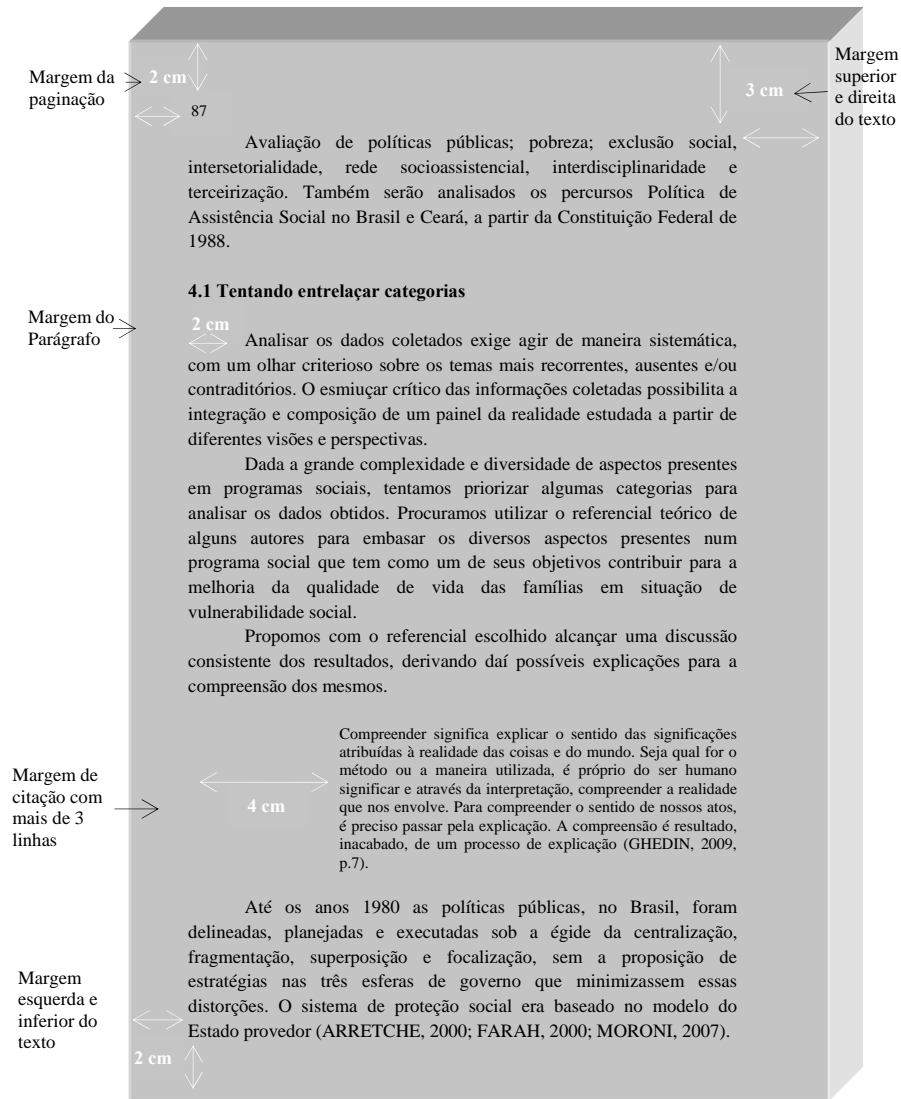 Margem da
paginação
2 cm
87
3 cm
Margem
superior
e direita
do texto
Avaliação de políticas públicas; pobreza; exclusão social,
intersetorialidade, rede socioassistencial, interdisciplinaridade e
terceirização. Também serão analisados os percursos Política de
Assistência Social no Brasil e Ceará, a partir da Constituição Federal de
1988.
4.1 Tentando entrelaçar categorias
Margem do
Parágrafo
2 cm
Analisar os dados coletados exige agir de maneira sistemática,
com um olhar criterioso sobre os temas mais recorrentes, ausentes e/ou
contraditórios. O esmiuçar crítico das informações coletadas possibilita a
integração e composição de um painel da realidade estudada a partir de
diferentes visões e perspectivas.
Dada a grande complexidade e diversidade de aspectos presentes
em programas sociais, tentamos priorizar algumas categorias para
analisar os dados obtidos. Procuramos utilizar o referencial teórico de
alguns autores para embasar os diversos aspectos presentes num
programa social que tem como um de seus objetivos contribuir para a
melhoria da qualidade de vida das famílias em situação de
vulnerabilidade social.
Propomos com o referencial escolhido alcançar uma discussão
consistente dos resultados, derivando daí possíveis explicações para a
compreensão dos mesmos.
Margem de
citação com
mais de 3
linhas
4 cm
Compreender significa explicar o sentido das significações
atribuídas à realidade das coisas e do mundo. Seja qual for o
método ou a maneira utilizada, é próprio do ser humano
significar e através da interpretação, compreender a realidade
que nos envolve. Para compreender o sentido de nossos atos,
é preciso passar pela explicação. A compreensão é resultado,
inacabado, de um processo de explicação (GHEDIN, 2009,
p.7).
Até os anos 1980 as políticas públicas, no Brasil, foram
delineadas, planejadas e executadas sob a égide da centralização,
fragmentação, superposição e focalização, sem a proposição de
estratégias nas três esferas de governo que minimizassem essas
distorções. O sistema de proteção social era baseado no modelo do
Estado provedor (ARRETCHE, 2000; FARAH, 2000; MORONI, 2007).
Margem
esquerda e
inferior do
texto
2 cm